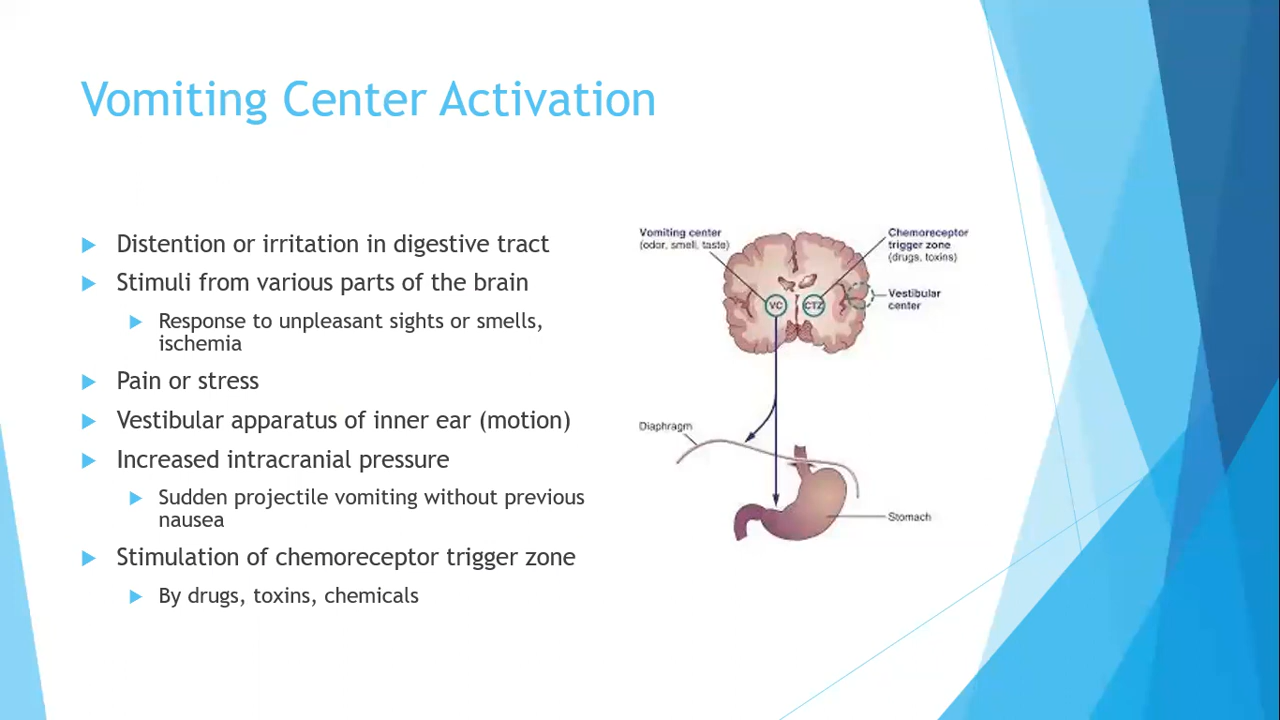 Vomiting Center Activation
Distention or irritation in digestive tract
Stimuli from various parts of the brain
Response to unpleasant sights or smells,
ischemia
Pain or stress
Vestibular apparatus of inner ear (motion)
Increased intracranial pressure
Sudden projectile vomiting without previous
nausea
Stimulation of chemoreceptor trigger zone
By drugs, toxins, chemicals
Vomiting center
(odor, smell, taste)
Chemoreceptor
trigger zone
(drugs, toxins)
Vestibular
center
VC
CTZ
Diaphragm
Stomach